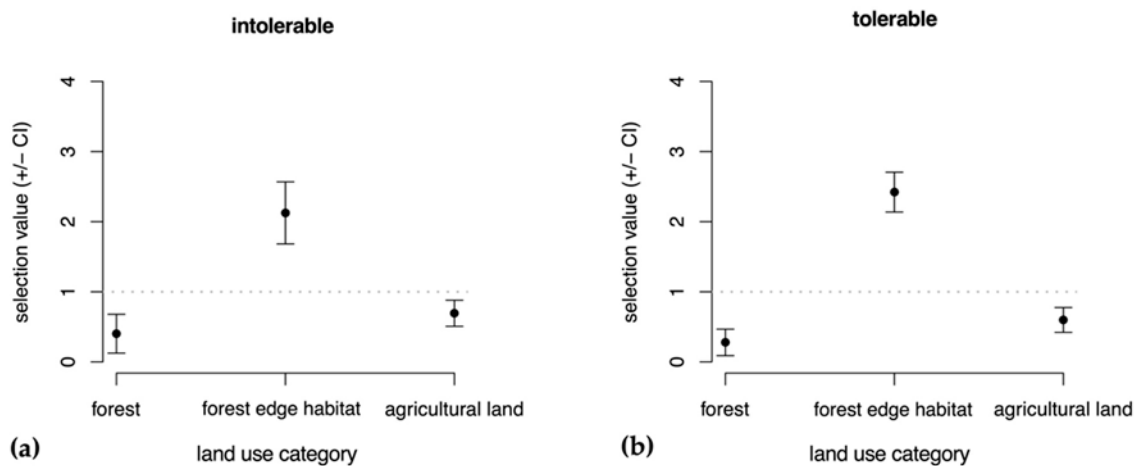 intolerable
selection value (+/− CI)
4
3
2
1
0
forest
forest edge habitat
agricultural land
(a)
land use category
tolerable
selection value (+/− CI)
4
3
2
1
0
forest
forest edge habitat
agricultural land
(b)
land use category